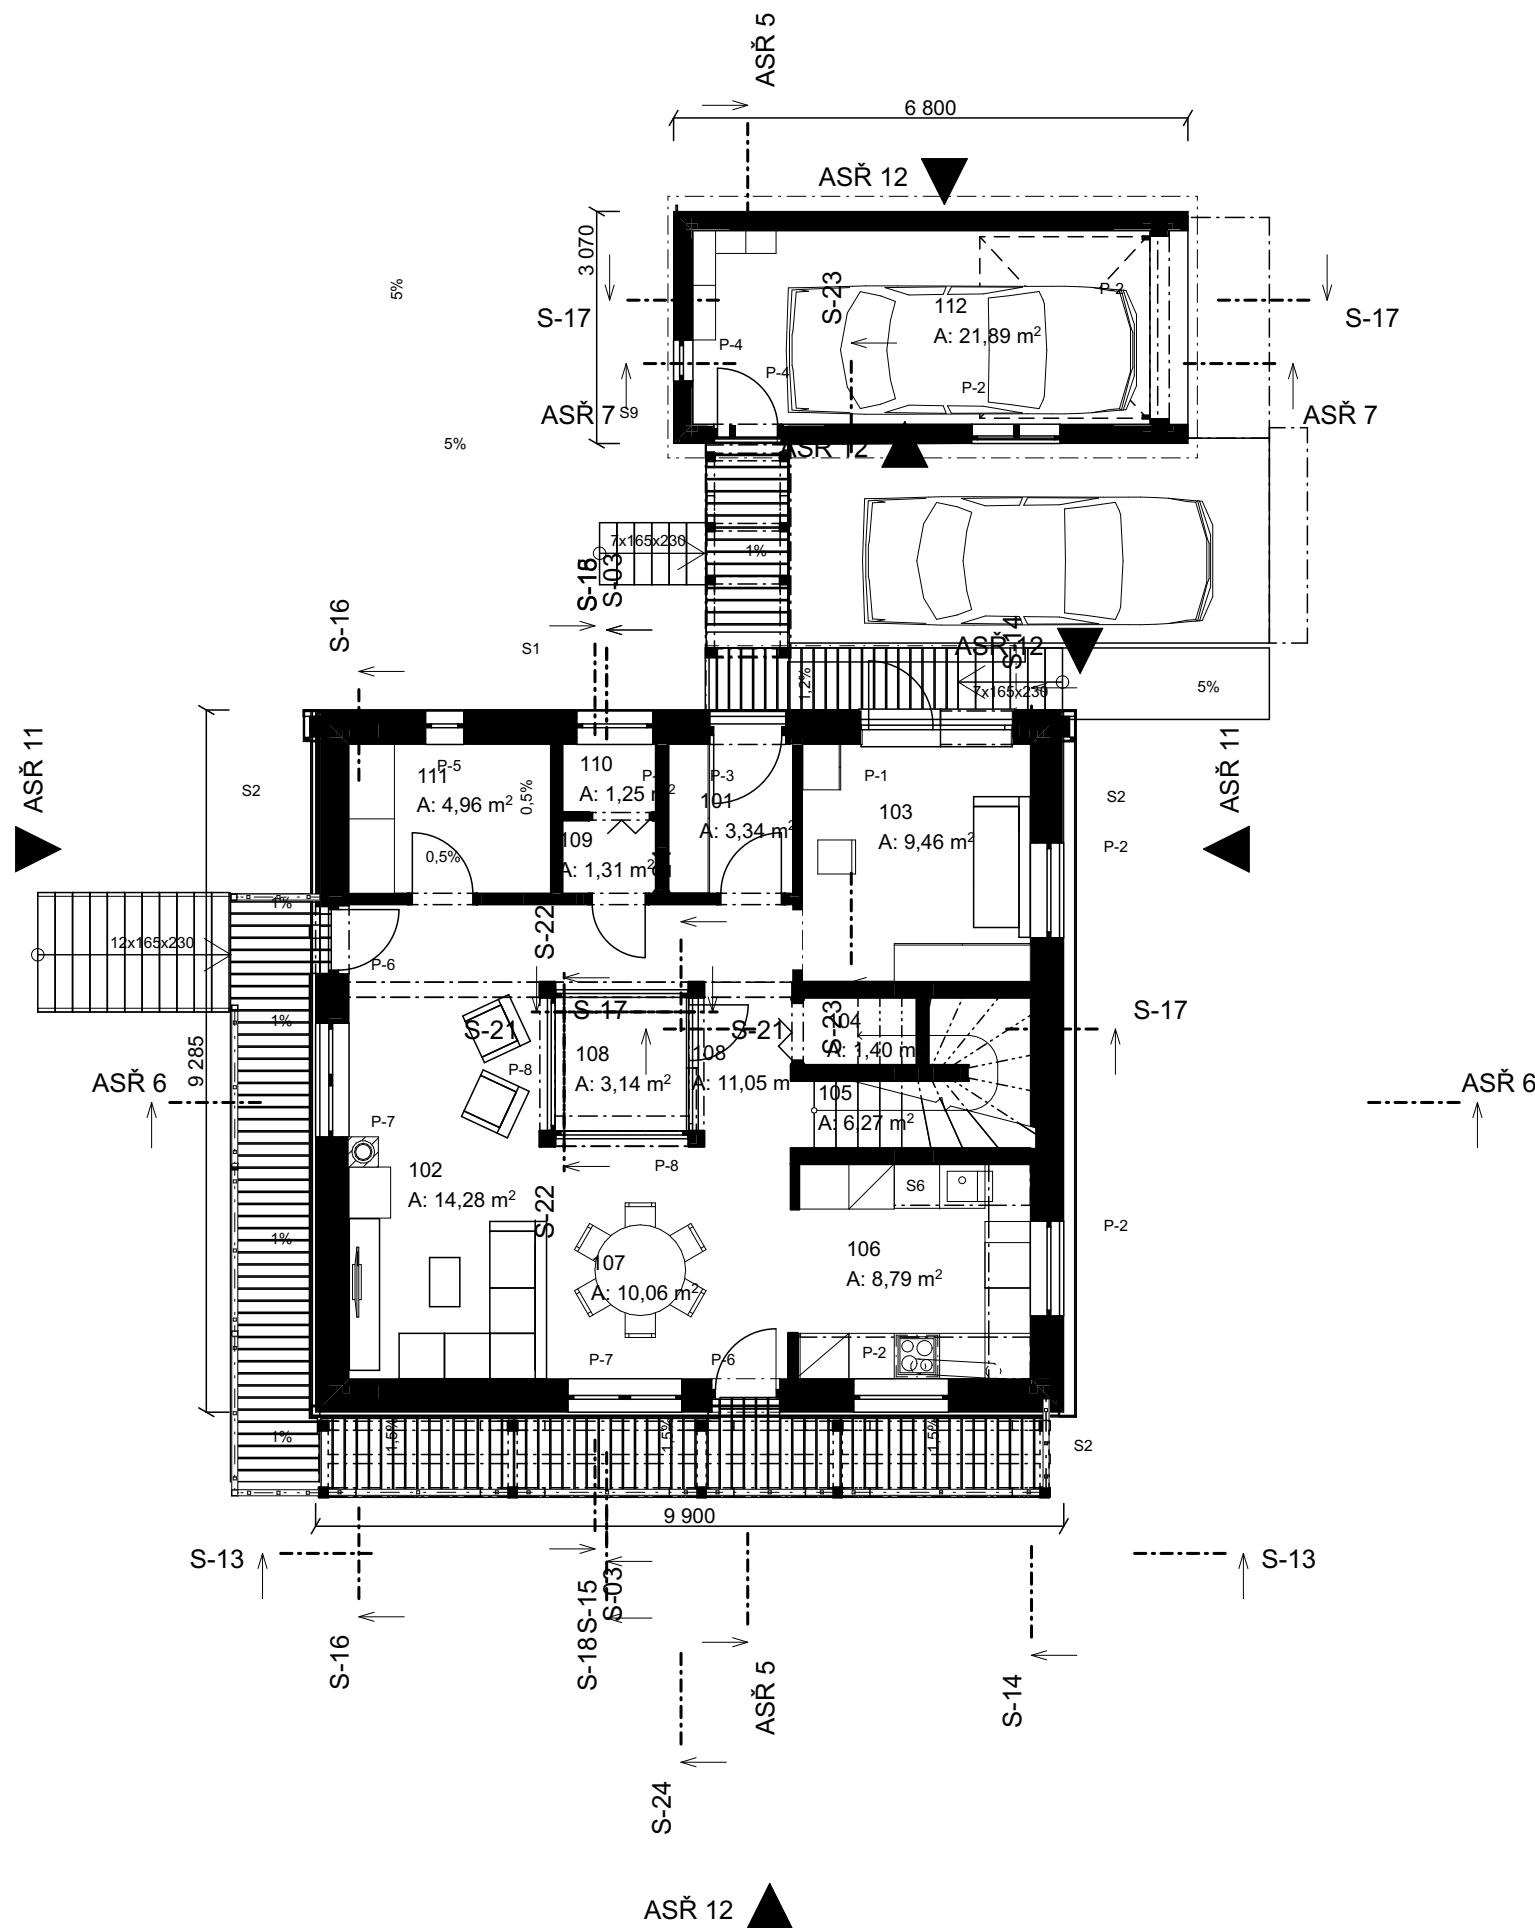 ASŘ 5
6 800
ASŘ 12
3 070
5%
S-17
S-23
112
A: 21,89 m²
P-2
S-17
P-4
P-4
P-2
ASŘ 7
S9
ASŘ 7
5%
ASŘ 12
7x165x230
1%
S-03
S-16
S-14
S1
ASŘ 12
1,2%
7x165x230
5%
ASŘ 11
ASŘ 11
S2
111
P-5
A: 4,96 m²
0,5%
0,5%
110
A: 1,25 m²
109
A: 1,31 m²
P-3
101
A: 3,34 m²
P-1
103
A: 9,46 m²
S2
P-2
1%
12x165x230
S-22
P-6
1%
S-21
S-17
S-21
S-23
104
A: 1,40 m
S-17
9 285
108
A: 3,14 m²
P-8
108
A: 11,05 m
105
A: 6,27 m²
ASŘ 6
ASŘ 6
P-7
102
A: 14,28 m²
P-8
S-22
S6
P-2
1%
107
A: 10,06 m²
106
A: 8,79 m²
P-7
P-6
P-2
1%
1,5%
1,5%
1,5%
S2
9 900
S-13
S-13
S-16
S-18
S-15
S-03
ASŘ 5
S-14
S-24
ASŘ 12